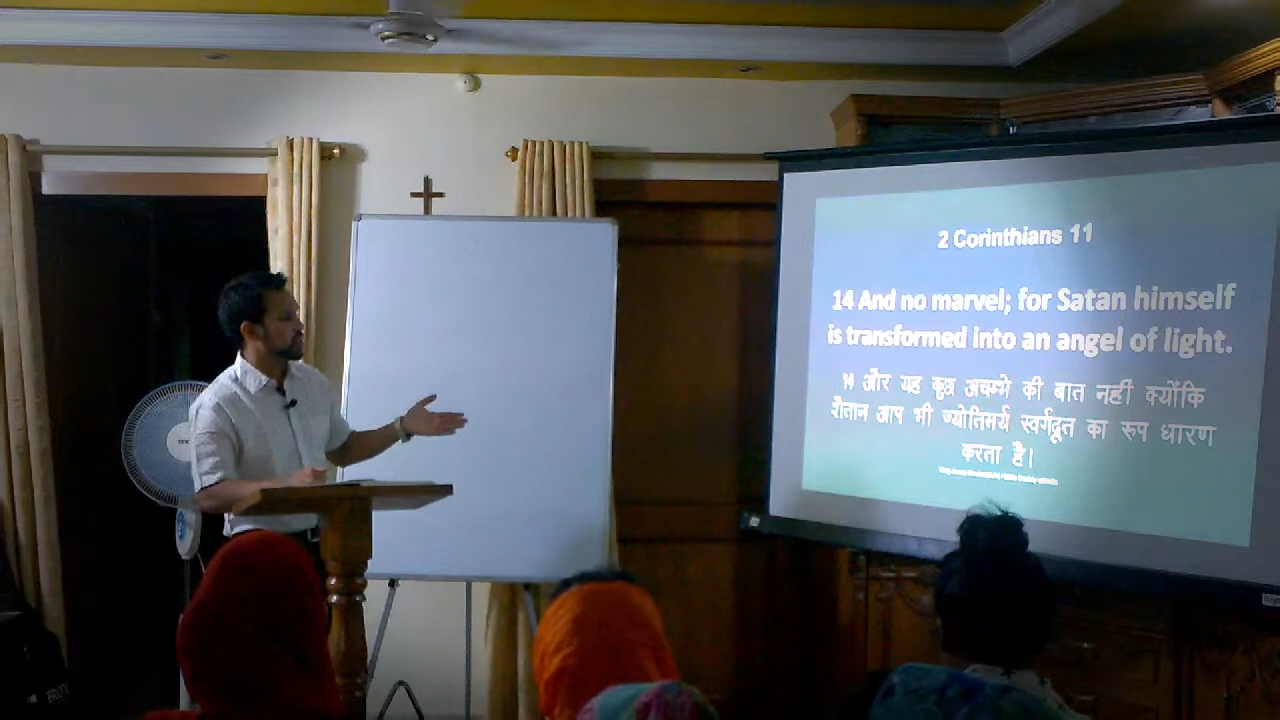 2 Corinthians 11
14 And no marvel; for Satan himself
is transformed into an angel of light.
14 और यह कुछ अचम्भे की बात नहीं क्योंकि
शैतान आप भी ज्योतिमर्य स्वर्गदूत का रुप धारण
करता है।